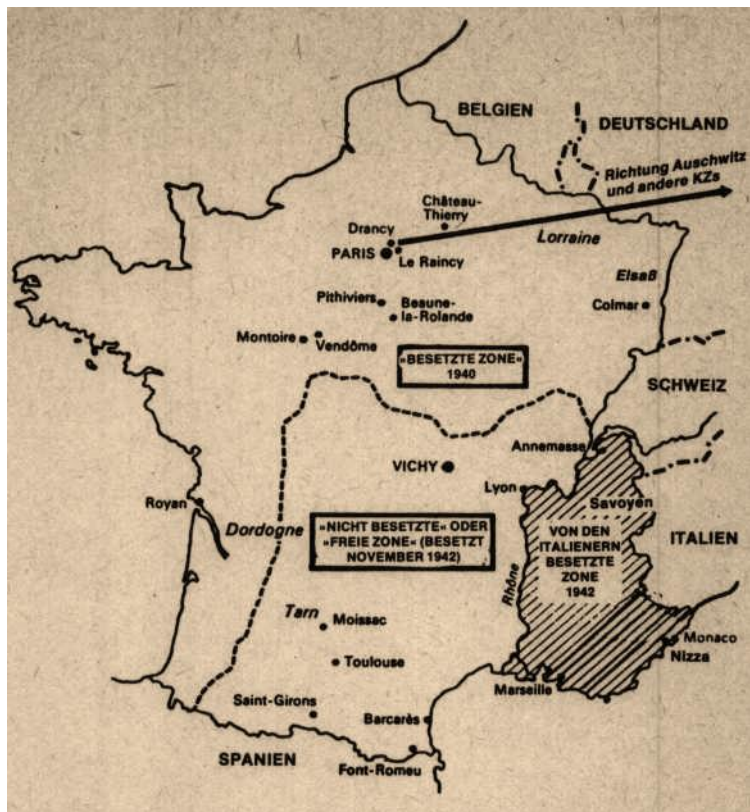 BELGIEN
DEUTSCHLAND
Richtung Auschwitz
und andere KZs
Château-
Thierry
Drancy
PARIS
Le Raincy
Lorraine
Elsaß
Colmar
Pithiviers
Beaune-
la-Rolande
Montoire
Vendôme
»BESETZTE ZONE«
1940
SCHWEIZ
Annemasse
VICHY
Lyon
Savoyen
Royan
Dordogne
»NICHT BESETZTE« ODER
»FREIE ZONE« (BESETZT
NOVEMBER 1942)
VON DEN
ITALIENERN
BESETZTE
ZONE
1942
ITALIEN
Rhône
Tarn
Moissac
Toulouse
Monaco
Nizza
Marseille
Saint-Girons
Barcarès
SPANIEN
Font-Romeu